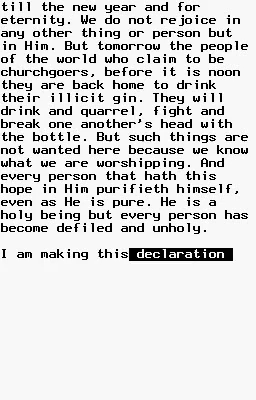 till the new year and for
eternity. We do not rejoice in
any other thing or person but
in Him. But tomorrow the people
of the world who claim to be
churchgoers, before it is noon
they are back home to drink
their illicit gin. They will
drink and quarrel, fight and
break one another's head with
the bottle. But such things are
not wanted here because we know
what we are worshipping. And
every person that hath this
hope in Him purifieth himself,
even as He is pure. He is a
holy being but every person has
become defiled and unholy.
I am making this declaration